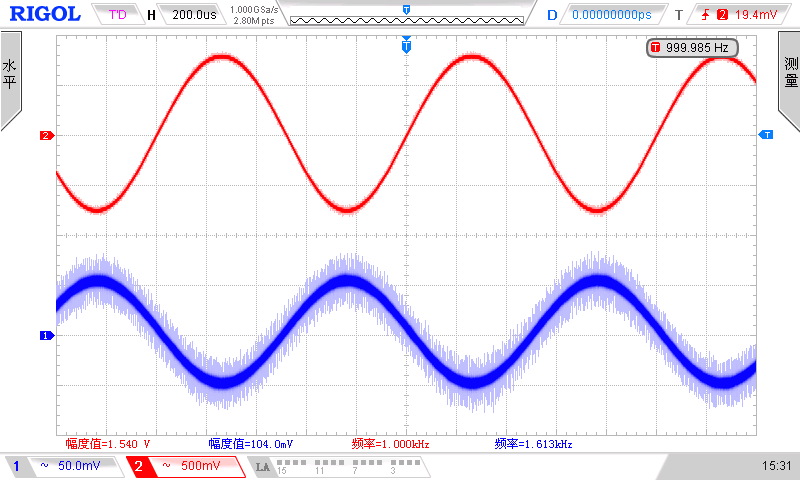 RIGOL T'D H 200.0us 1.000GSa/s 2.80M pts T D 0.00000000ps T 2 19.4mV
水平
T
T 999.985 Hz
测量
2
T
1
幅度值=1.540 V 幅度值=104.0mV 频率=1.000kHz 频率=1.613kHz
1 ~ 50.0mV 2 ~ 500mV LA 15 11 7 3 15:31